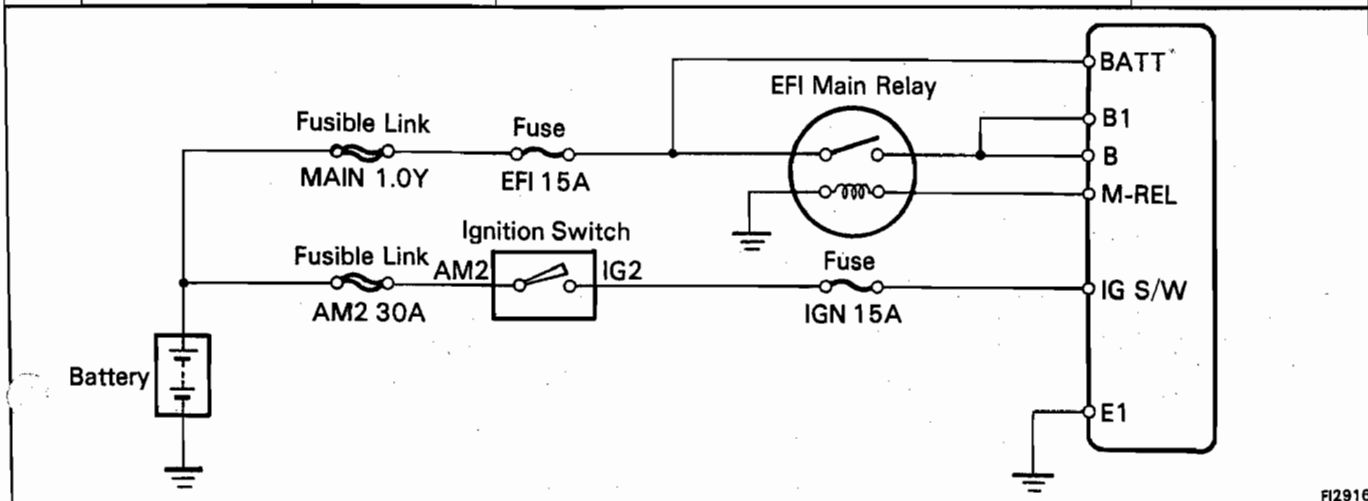 BATT
EFI Main Relay
B1
Fusible Link
Fuse
B
MAIN 1.0Y
EFI 15A
M-REL
Ignition Switch
Fusible Link
AM2
IG2
Fuse
IG S/W
AM2 30A
IGN 15A
Battery
E1
FI2916